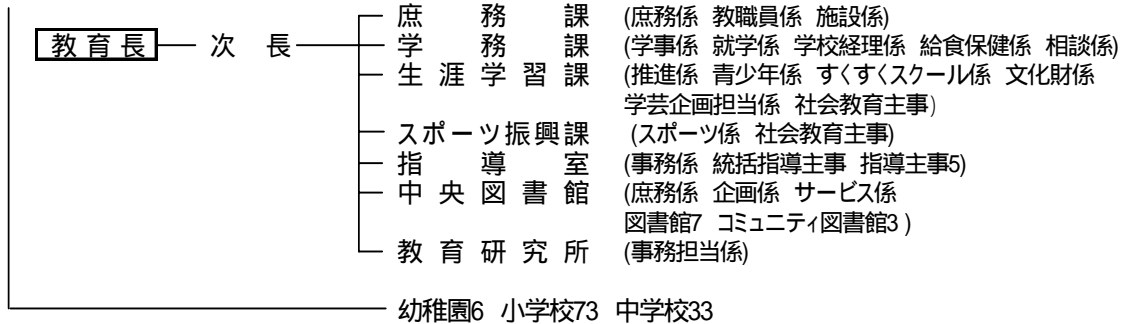 庶務課 (庶務係 教職員係 施設係)
教育長 次長 学務課 (学事係 就学係 学校経理係 給食保健係 相談係)
生涯学習課 (推進係 青少年係 すくすくスクール係 文化財係
学芸企画担当係 社会教育主事)
スポーツ振興課 (スポーツ係 社会教育主事)
指導室 (事務係 統括指導主事 指導主事5)
中央図書館 (庶務係 企画係 サービス係
図書館7 コミュニティ図書館3 )
教育研究所 (事務担当係)
幼稚園6 小学校73 中学校33